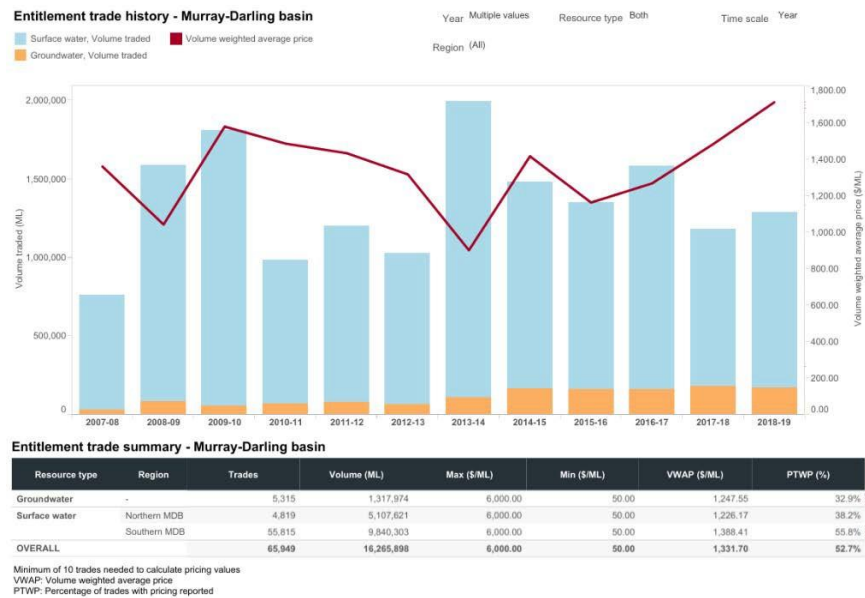 Entitlement trade history - Murray-Darling basin
Year Multiple values Resource type Both Time scale Year
Region (All)
Surface water, Volume traded Volume weighted average price
Groundwater, Volume traded
Volume traded (ML)
2,000,000
1,500,000
1,000,000
500,000
0
1,800.00
1,600.00
1,400.00
1,200.00
1,000.00
800.00
600.00
400.00
200.00
0.00
Volume weighted average price ($/ML)
2007-08 2008-09 2009-10 2010-11 2011-12 2012-13 2013-14 2014-15 2015-16 2016-17 2017-18 2018-19
Entitlement trade summary - Murray-Darling basin
Resource type Region Trades Volume (ML) Max ($/ML) Min ($/ML) VWAP ($/ML) PTWP (%)
Groundwater - 5,315 1,317,974 6,000.00 50.00 1,247.55 32.9%
Surface water Northern MDB 4,819 5,107,621 6,000.00 50.00 1,226.17 38.2%
Southern MDB 55,815 9,840,303 6,000.00 50.00 1,388.41 55.8%
OVERALL 65,949 16,265,898 6,000.00 50.00 1,331.70 52.7%
Minimum of 10 trades needed to calculate pricing values
VWAP: Volume weighted average price
PTWP: Percentage of trades with pricing reported